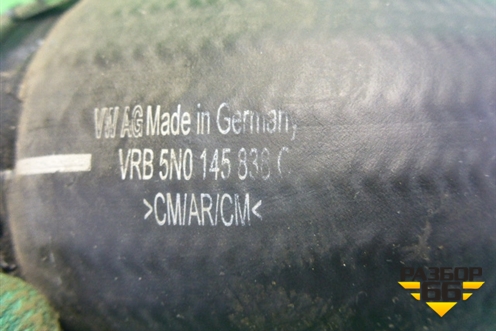 VW AG Made in Germany
VRB 5N0 145 838 C
>CM/AR/CM<
РАЗБОР
66